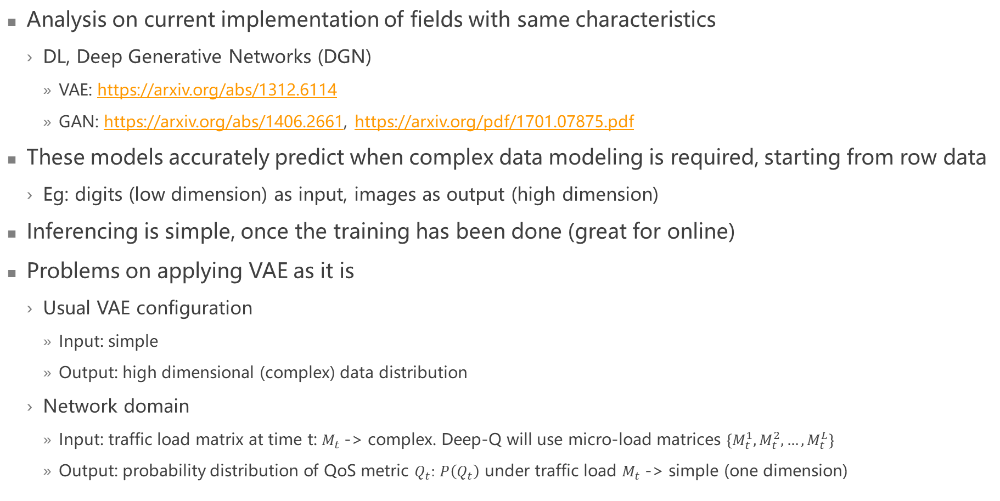 ▪ Analysis on current implementation of fields with same characteristics
› DL, Deep Generative Networks (DGN)
» VAE: https://arxiv.org/abs/1312.6114
» GAN: https://arxiv.org/abs/1406.2661, https://arxiv.org/pdf/1701.07875.pdf
▪ These models accurately predict when complex data modeling is required, starting from row data
› Eg: digits (low dimension) as input, images as output (high dimension)
▪ Inferencing is simple, once the training has been done (great for online)
▪ Problems on applying VAE as it is
› Usual VAE configuration
» Input: simple
» Output: high dimensional (complex) data distribution
› Network domain
» Input: traffic load matrix at time t: $M_t$ -> complex. Deep-Q will use micro-load matrices $\{M_t^1, M_t^2, \ldots, M_t^L\}$
» Output: probability distribution of QoS metric $Q_t$: $P(Q_t)$ under traffic load $M_t$ -> simple (one dimension)